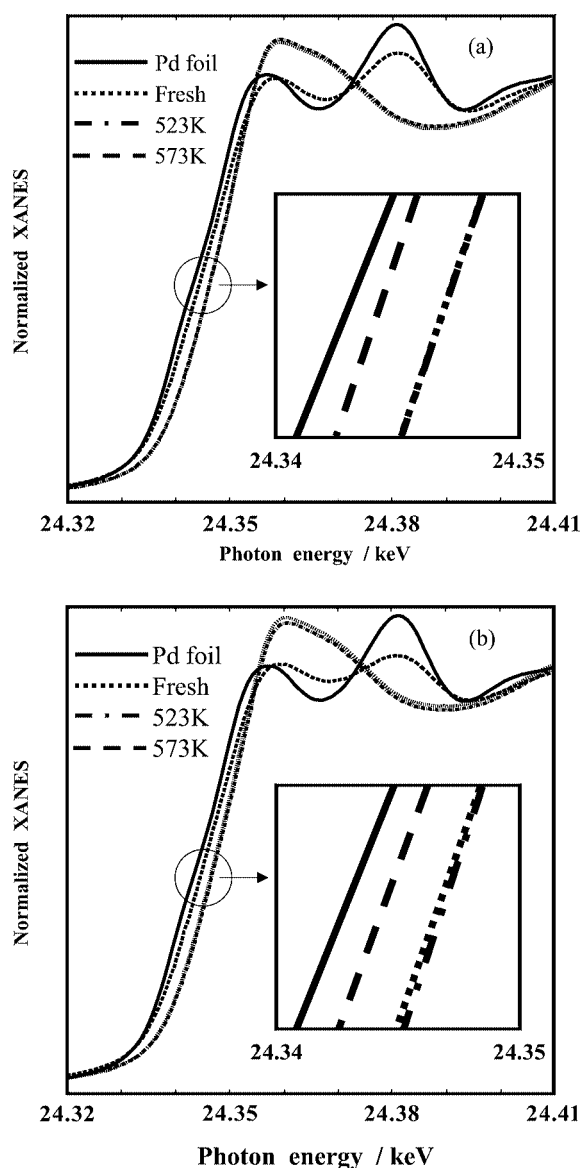 (a)
Pd foil
Fresh
523K
573K
Normalized XANES
24.34 24.35
24.32 24.35 24.38 24.41
Photon energy / keV
(b)
Pd foil
Fresh
523K
573K
Normalized XANES
24.34 24.35
24.32 24.35 24.38 24.41
Photon energy / keV